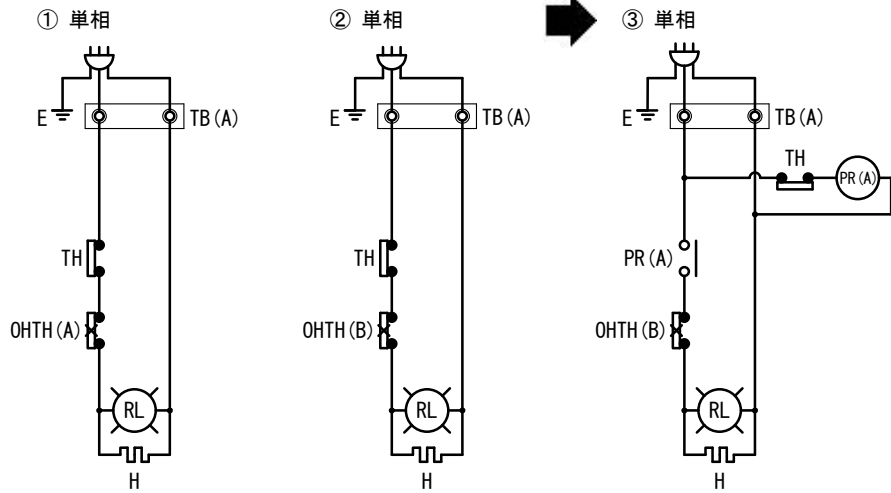 ① 単相
E
TB(A)
TH
OHTH(A)
RL
H
② 単相
E
TB(A)
TH
OHTH(B)
RL
H
③ 単相
E
TB(A)
TH
PR(A)
PR(A)
OHTH(B)
RL
H